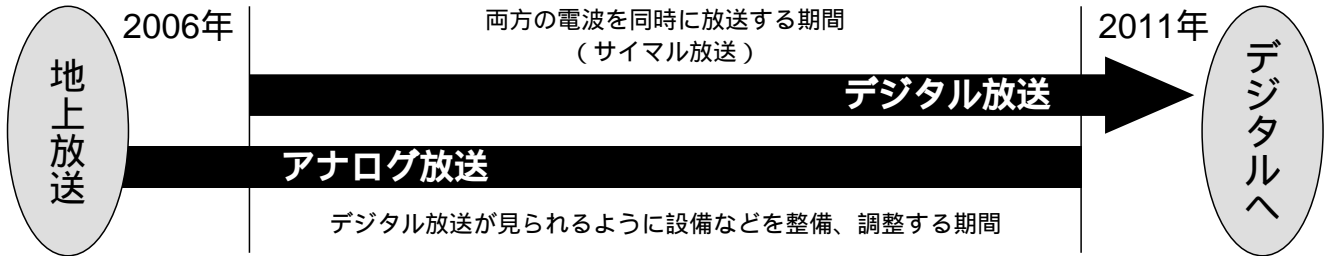 地上放送
2006年
両方の電波を同時に放送する期間
(サイマル放送)
2011年
デジタル放送
アナログ放送
デジタル放送が見られるように設備などを整備、調整する期間
デジタルへ